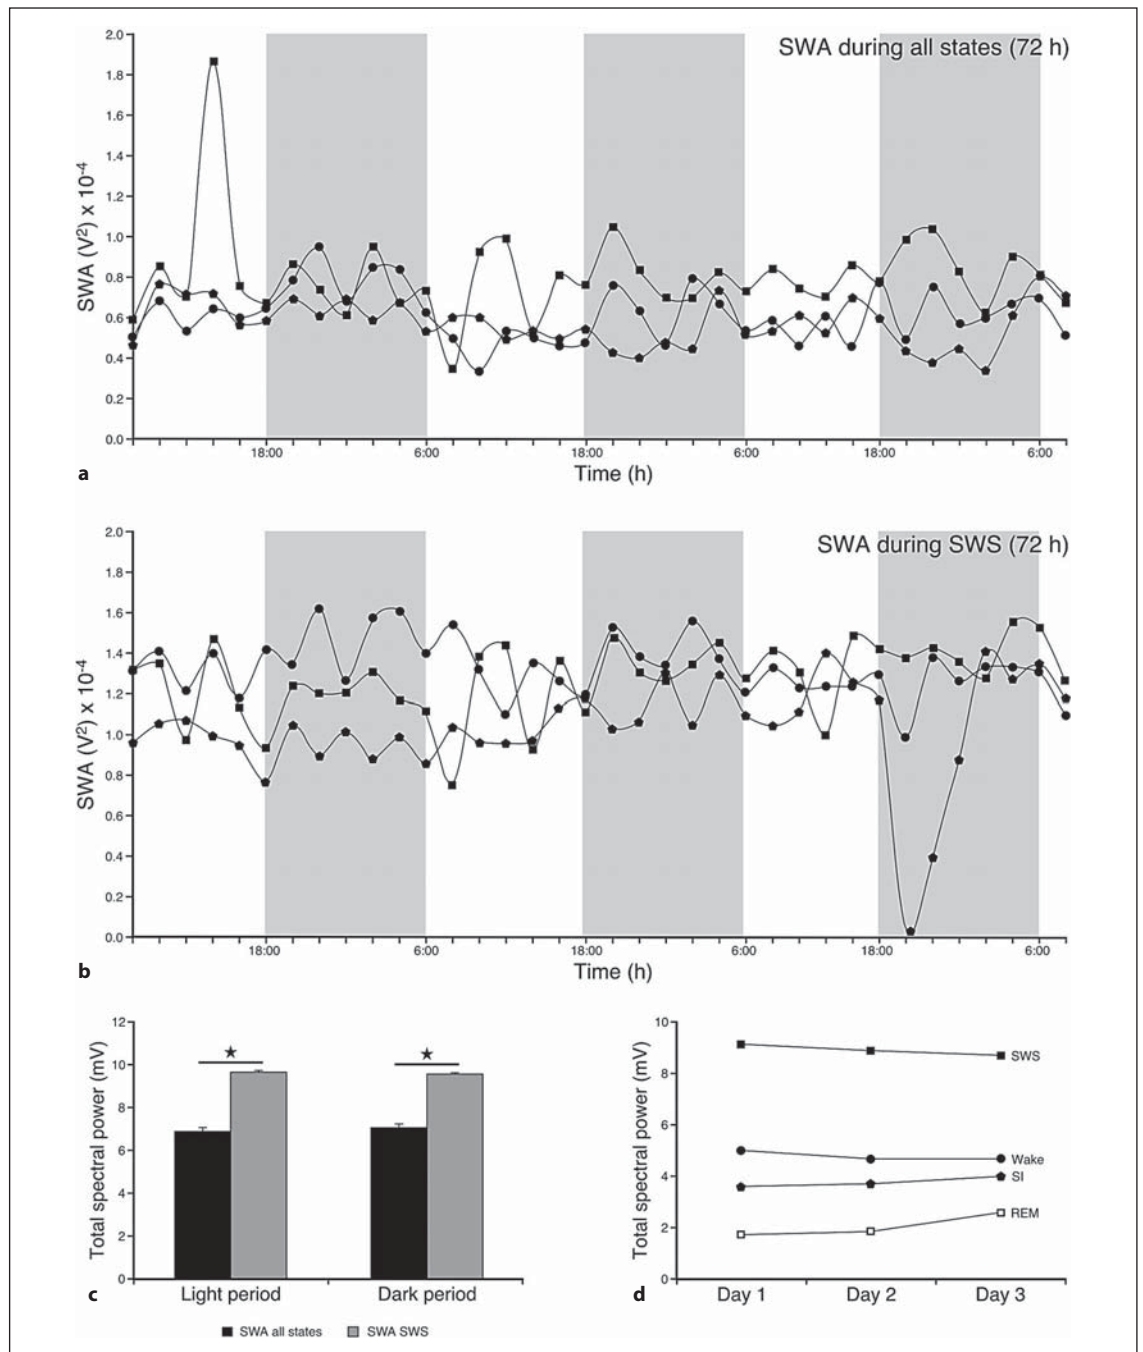 SWA during all states (72 h)
SWA (V²) x 10⁻⁴
2.0
1.8
1.6
1.4
1.2
1.0
0.8
0.6
0.4
0.2
0.0
18:00 6:00 18:00 6:00 18:00 6:00
Time (h)
a
SWA during SWS (72 h)
SWA (V²) x 10⁻⁴
2.0
1.8
1.6
1.4
1.2
1.0
0.8
0.6
0.4
0.2
0.0
18:00 6:00 18:00 6:00 18:00 6:00
Time (h)
b
Total spectral power (mV)
12
10
8
6
4
2
0
★ ★
Light period Dark period
c
SWA all states SWA SWS
Total spectral power (mV)
10
8
6
4
2
0
SWS
Wake
SI
REM
Day 1 Day 2 Day 3
d